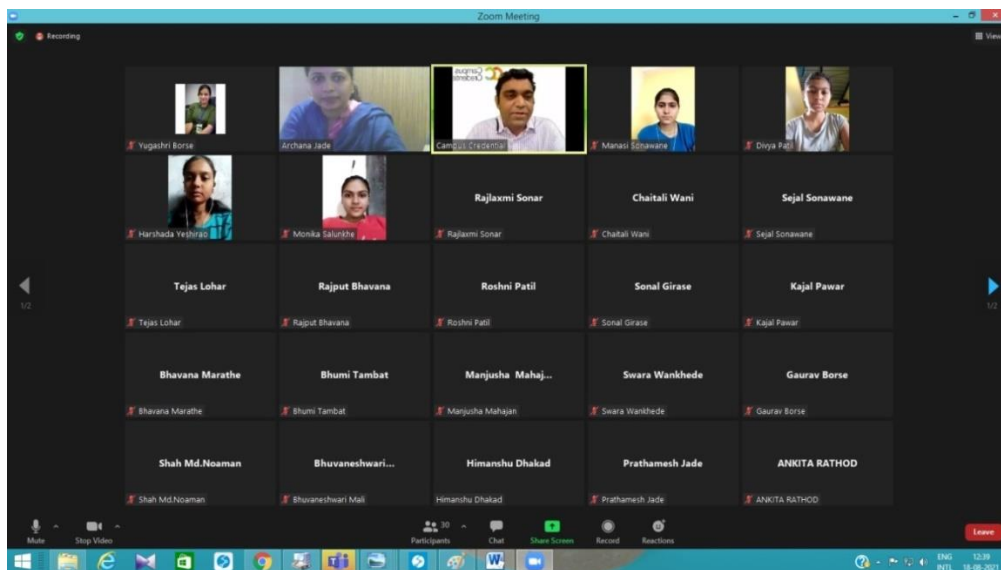 Zoom Meeting
Recording
View
Yugashri Borse
Archana Jade
Campus Credentials
Campus Credential
Manasi Sonawane
Divya Patil
Harshada Yeshirao
Monika Salunkhe
Rajlaxmi Sonar
Rajlaxmi Sonar
Chaitali Wani
Chaitali Wani
Sejal Sonawane
Sejal Sonawane
1/2
1/2
Tejas Lohar
Tejas Lohar
Rajput Bhavana
Rajput Bhavana
Roshni Patil
Roshni Patil
Sonal Girase
Sonal Girase
Kajal Pawar
Kajal Pawar
Bhavana Marathe
Bhavana Marathe
Bhumi Tambat
Bhumi Tambat
Manjusha Mahaj...
Manjusha Mahajan
Swara Wankhede
Swara Wankhede
Gaurav Borse
Gaurav Borse
Shah Md.Noaman
Shah Md.Noaman
Bhuvaneshwari...
Bhuvaneshwari Mali
Himanshu Dhakad
Himanshu Dhakad
Prathamesh Jade
Prathamesh Jade
ANKITA RATHOD
ANKITA RATHOD
Mute
Stop Video
30
Participants
Chat
Share Screen
Record
Reactions
Leave
ENG
INTL
12:39
18-08-2021